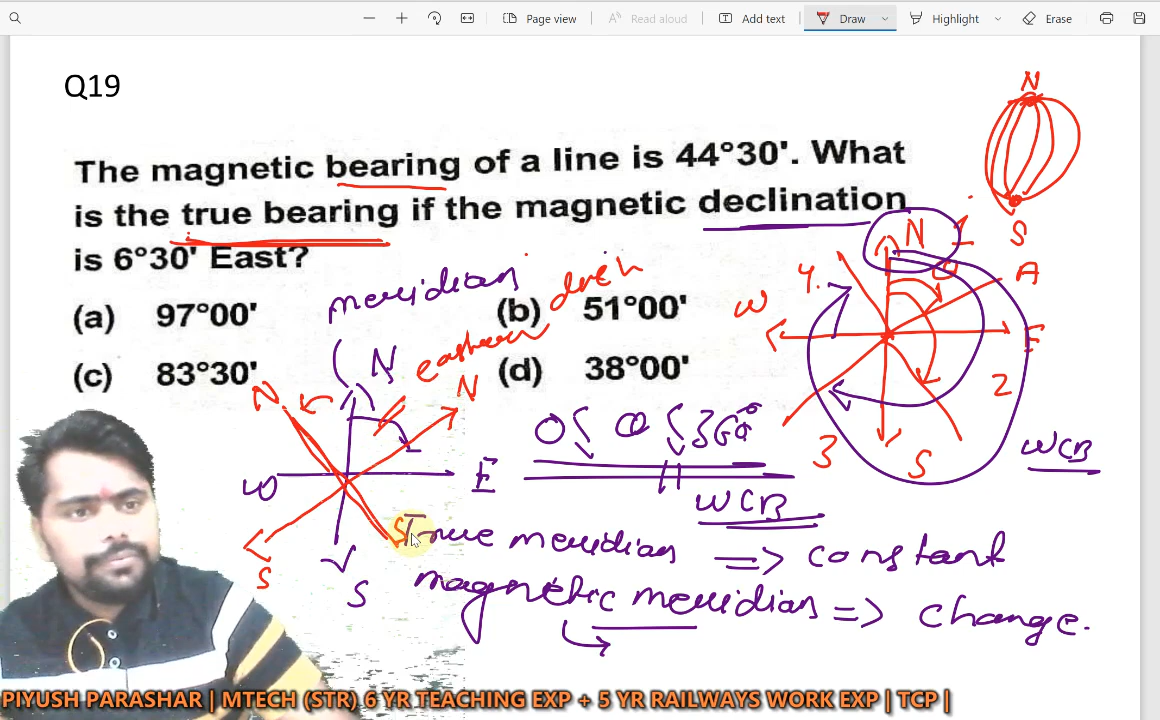 Page view
Read aloud
Add text
Draw
Highlight
Erase
Q19
The magnetic bearing of a line is 44°30'. What
is the true bearing if the magnetic declination
is 6°30' East?
(a) 97°00'
(b) 51°00'
(c) 83°30'
(d) 38°00'
meridian
eastern
N
S
N
1
A
4.
W
E
2
3
S
WCB
N
N
N
W
E
S
S
S
WCB
True meridian => constant
magnetic meridian => change.
PIYUSH PARASHAR | MTECH (STR) 6 YR TEACHING EXP + 5 YR RAILWAYS WORK EXP | TCP |